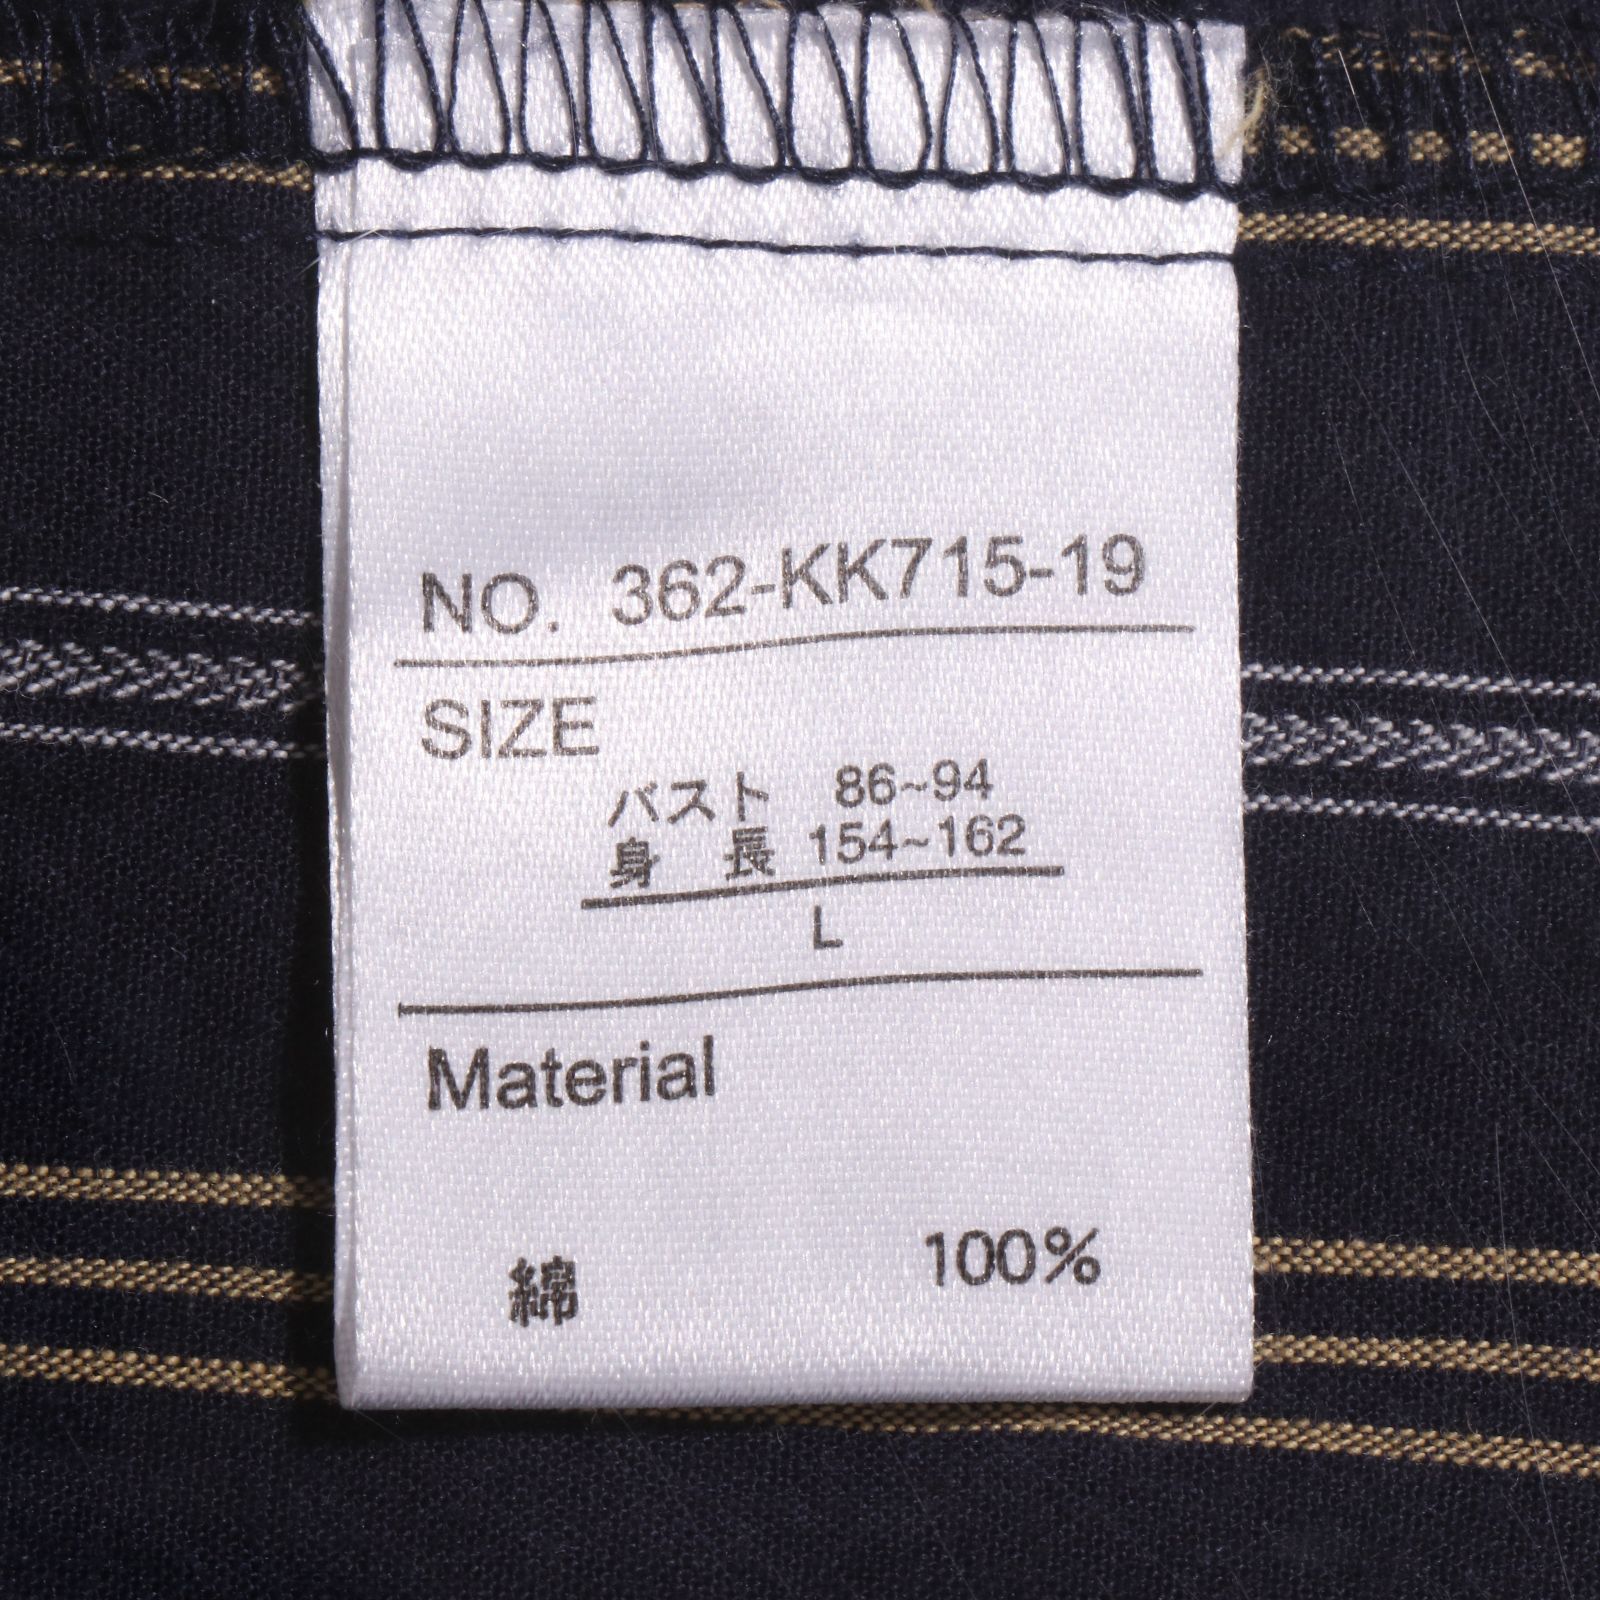 NO. 362-KK715-19
SIZE
バスト 86~94
身 長 154~162
L
Material
綿 100%